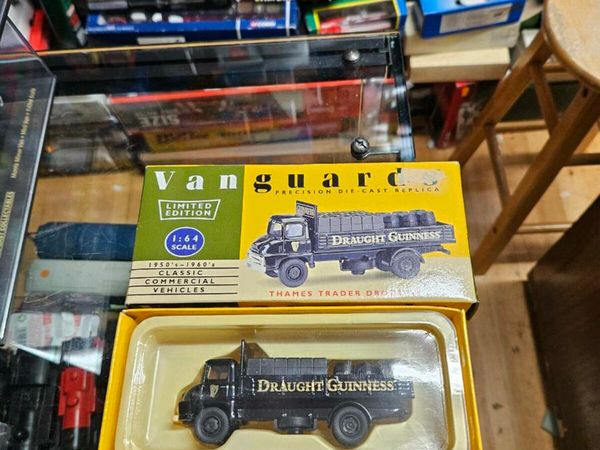 Vanguards
PRECISION DIE-CAST REPLICA
LIMITED
EDITION
1:64
SCALE
1950's-1960's
CLASSIC
COMMERCIAL
VEHICLES
DRAUGHT GUINNESS
THAMES TRADER
DRAUGHT GUINNESS